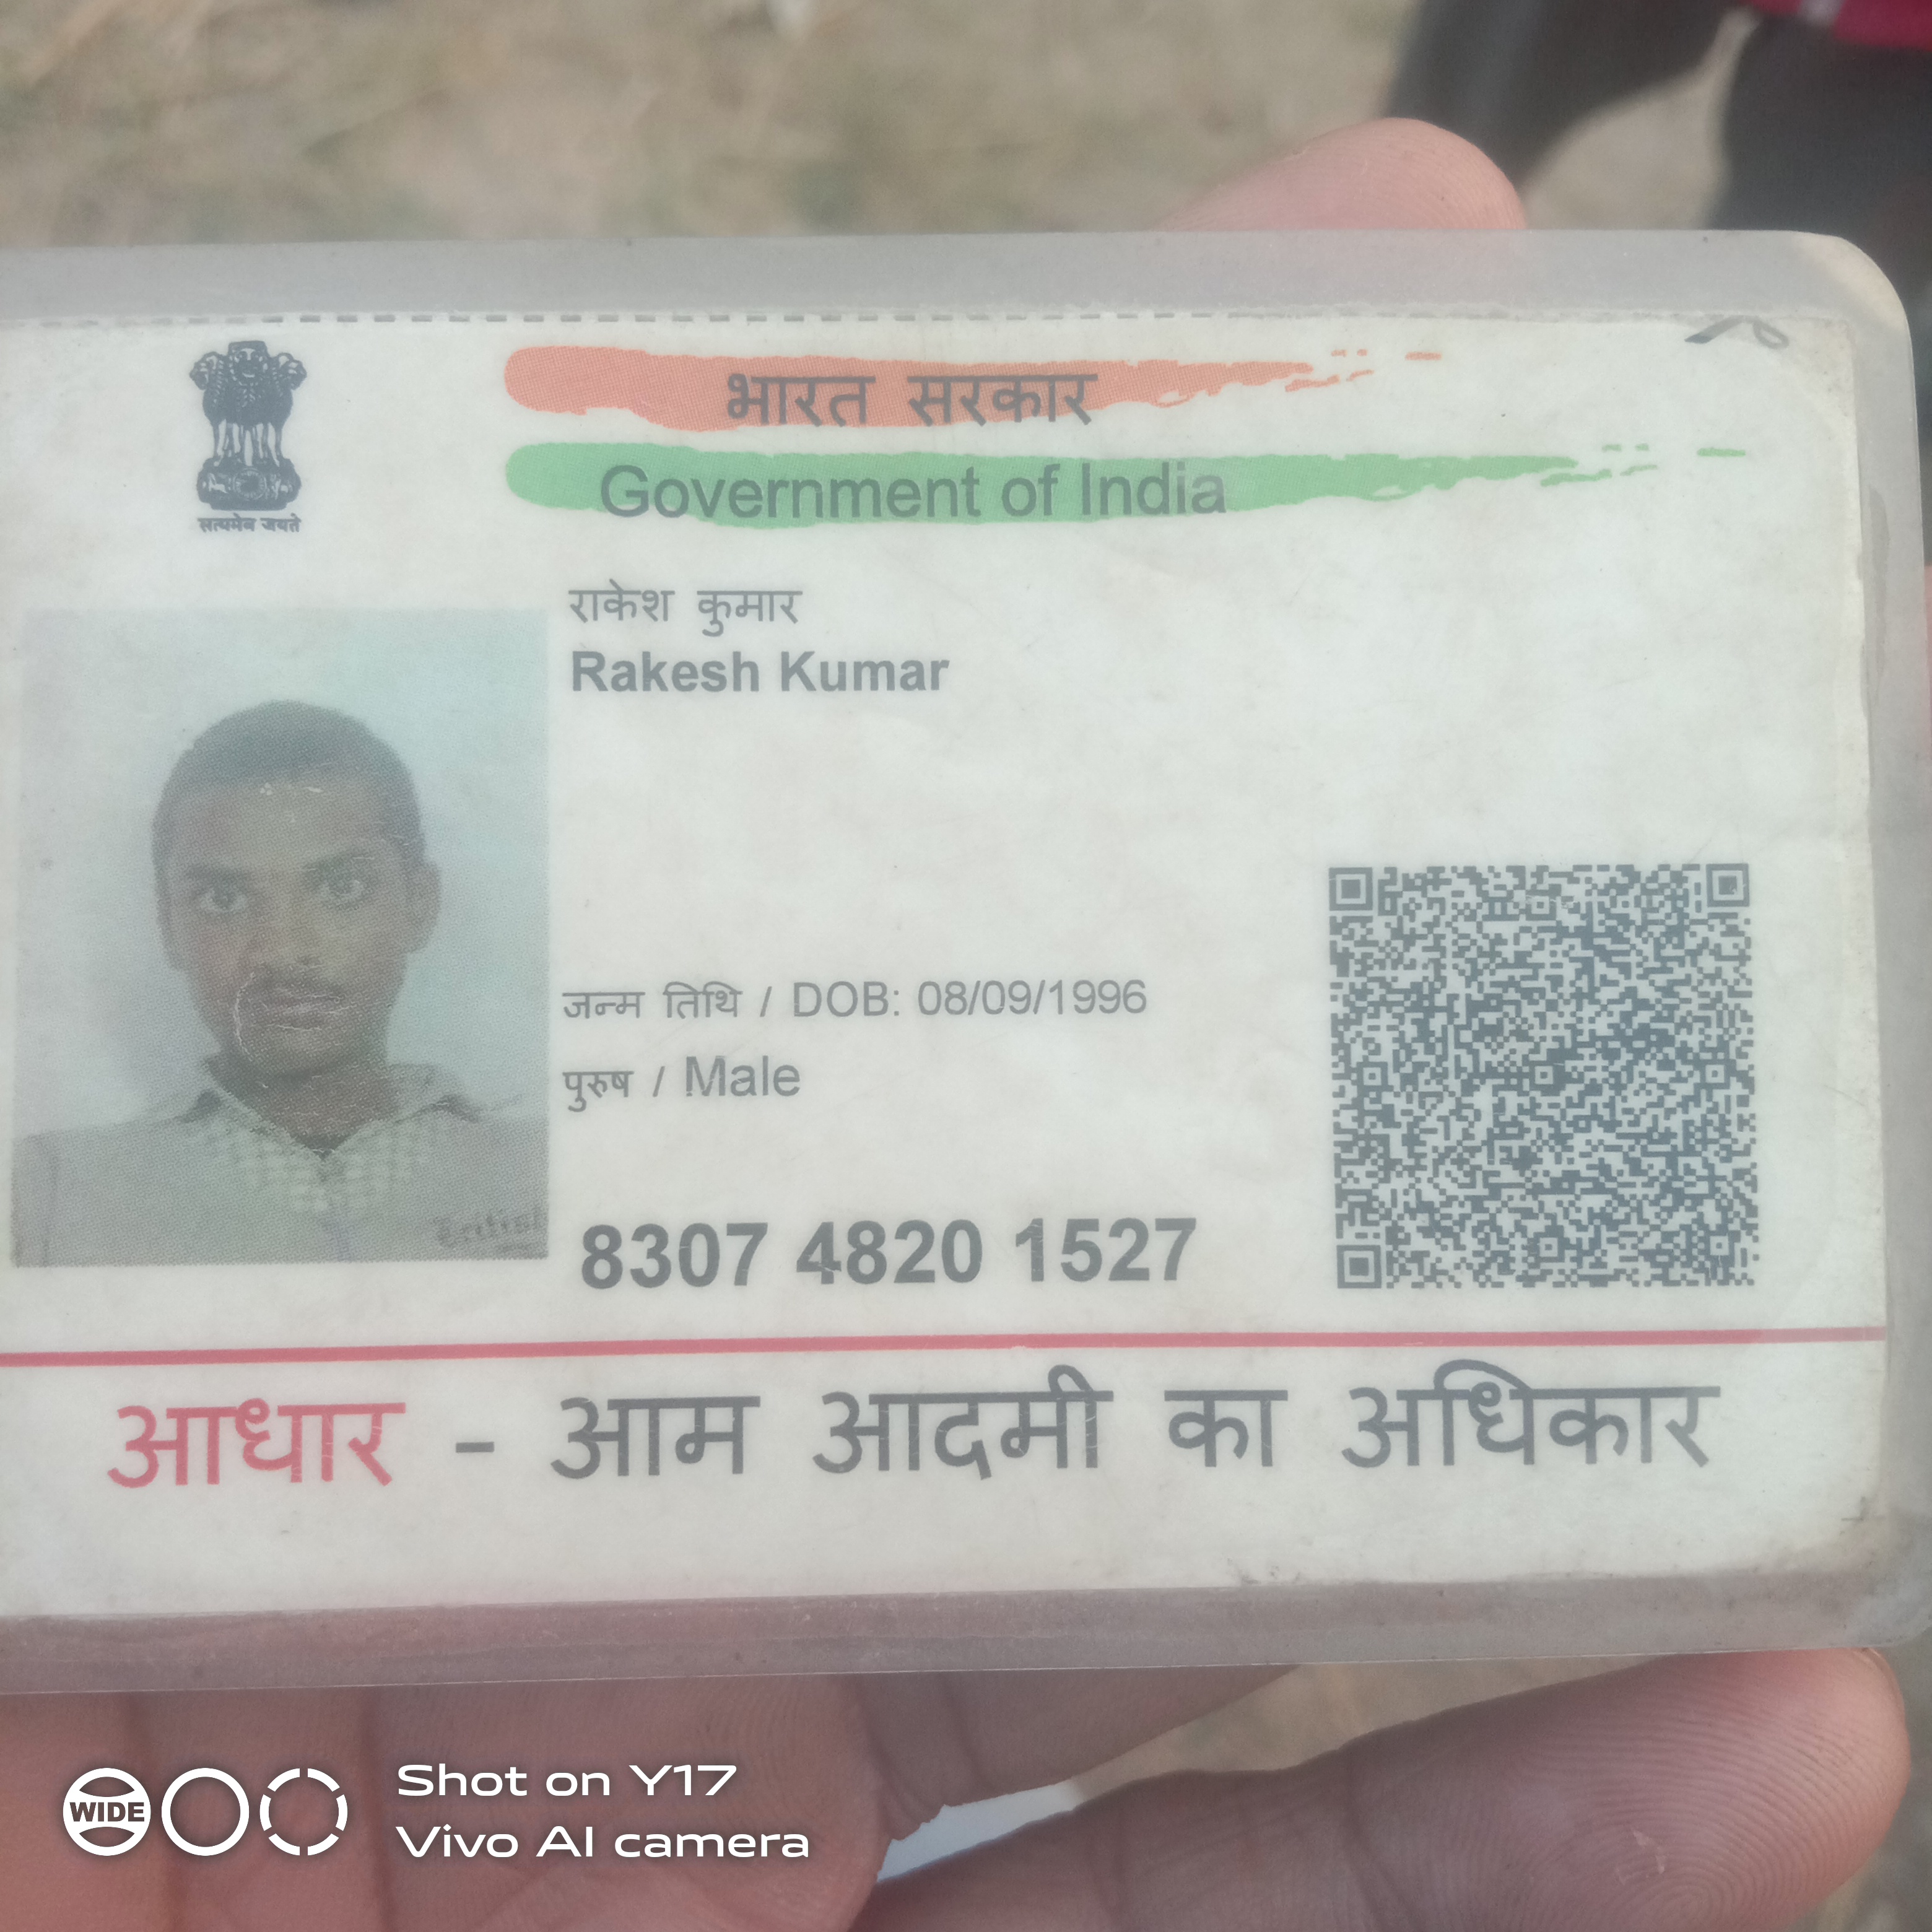 भारत सरकार
Government of India
सत्यमेव जयते
राकेश कुमार
Rakesh Kumar
जन्म तिथि / DOB: 08/09/1996
पुरुष / Male
8307 4820 1527
आधार - आम आदमी का अधिकार
WIDE
Shot on Y17
Vivo AI camera